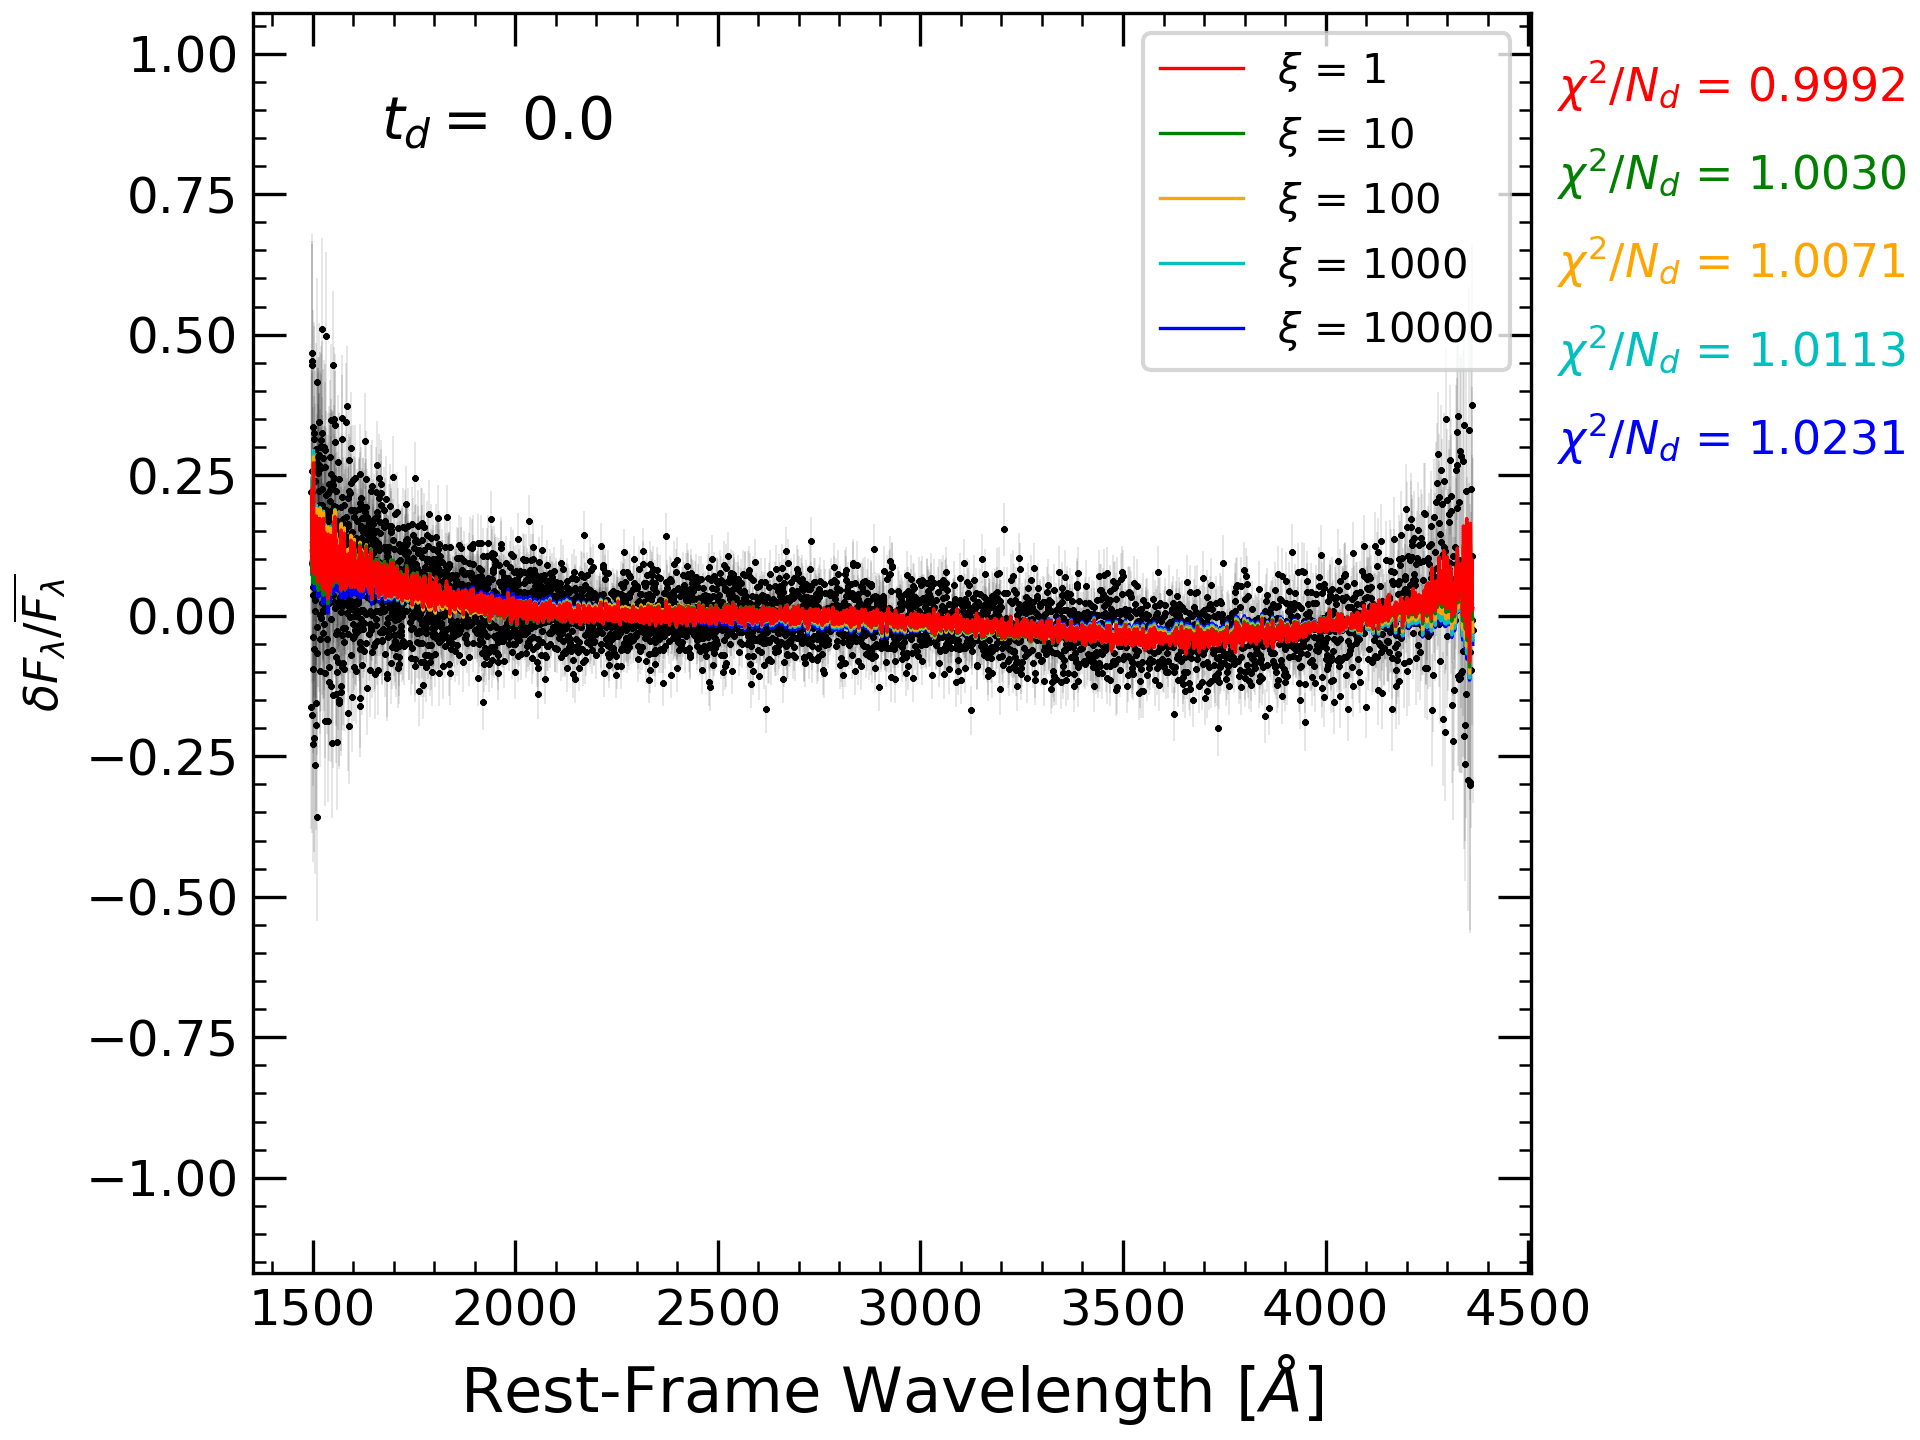 1.00
0.75
0.50
0.25
0.00
−0.25
−0.50
−0.75
−1.00
δF_λ/F̅_λ
t_d = 0.0
ξ = 1
ξ = 10
ξ = 100
ξ = 1000
ξ = 10000
χ²/N_d = 0.9992
χ²/N_d = 1.0030
χ²/N_d = 1.0071
χ²/N_d = 1.0113
χ²/N_d = 1.0231
1500 2000 2500 3000 3500 4000 4500
Rest-Frame Wavelength [Å]